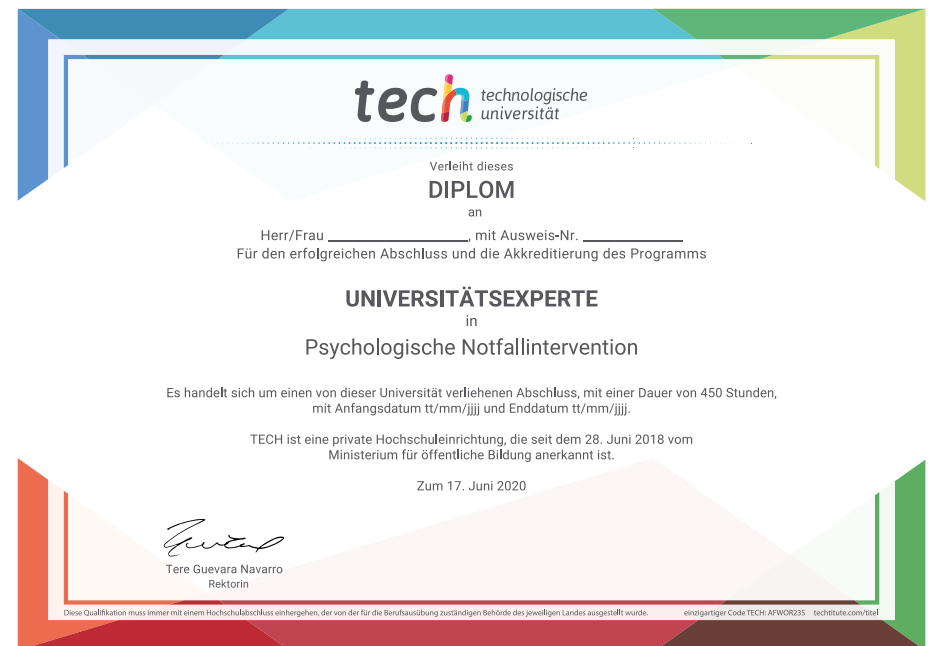 tech technologische
universität
Verleiht dieses
DIPLOM
an
Herr/Frau ____________, mit Ausweis-Nr. ____________
Für den erfolgreichen Abschluss und die Akkreditierung des Programms
UNIVERSITÄTSEXPERTE
in
Psychologische Notfallintervention
Es handelt sich um einen von dieser Universität verliehenen Abschluss, mit einer Dauer von 450 Stunden,
mit Anfangsdatum tt/mm/jjjj und Enddatum tt/mm/jjjj.
TECH ist eine private Hochschuleinrichtung, die seit dem 28. Juni 2018 vom
Ministerium für öffentliche Bildung anerkannt ist.
Zum 17. Juni 2020
Tere Guevara Navarro
Rektorin
Diese Qualifikation muss immer mit einem Hochschulabschluss einhergehen, der von der für die Berufsausübung zuständigen Behörde des jeweiligen Landes ausgestellt wurde. einzigartiger Code TECH: AFWOR23S techtitute.com/titel